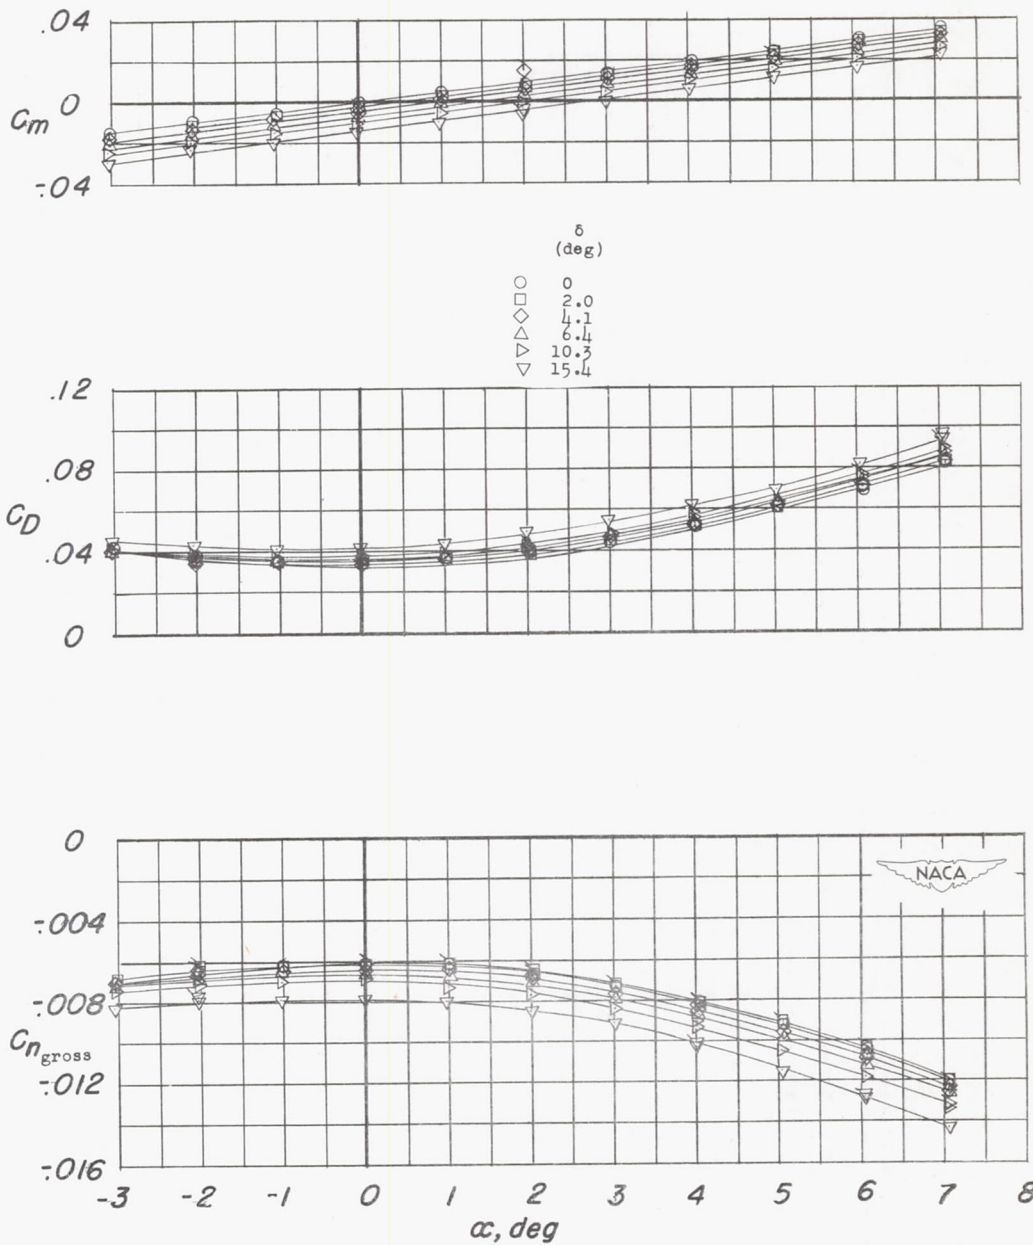 .04
Cm 0
-.04
δ
(deg)
0
2.0
4.1
6.4
10.3
15.4
.12
.08
CD
.04
0
0
-.004
-.008
Cn gross
-.012
-.016
NACA
-3 -2 -1 0 1 2 3 4 5 6 7 8
α, deg